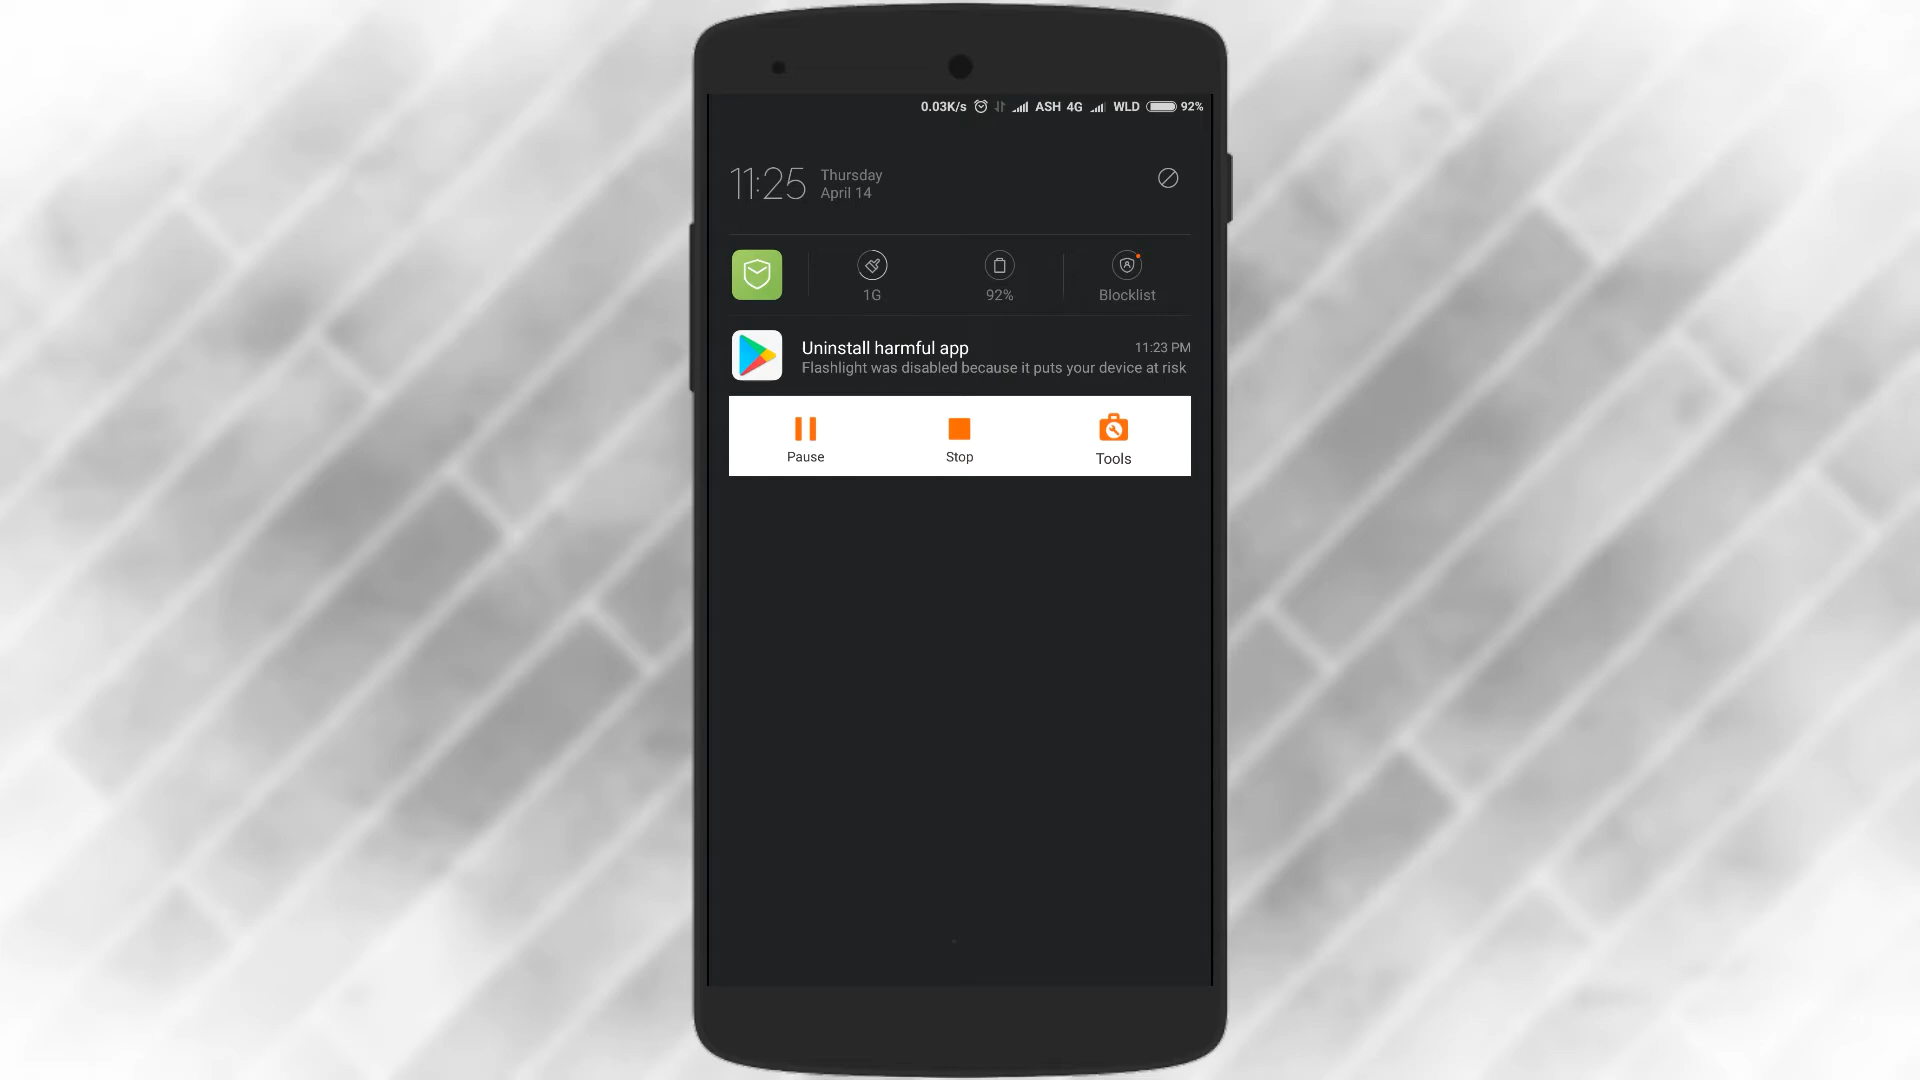 0.03K/s ASH 4G WLD 92%
11:25 Thursday
April 14
1G 92% Blocklist
Uninstall harmful app 11:23 PM
Flashlight was disabled because it puts your device at risk
Pause Stop Tools